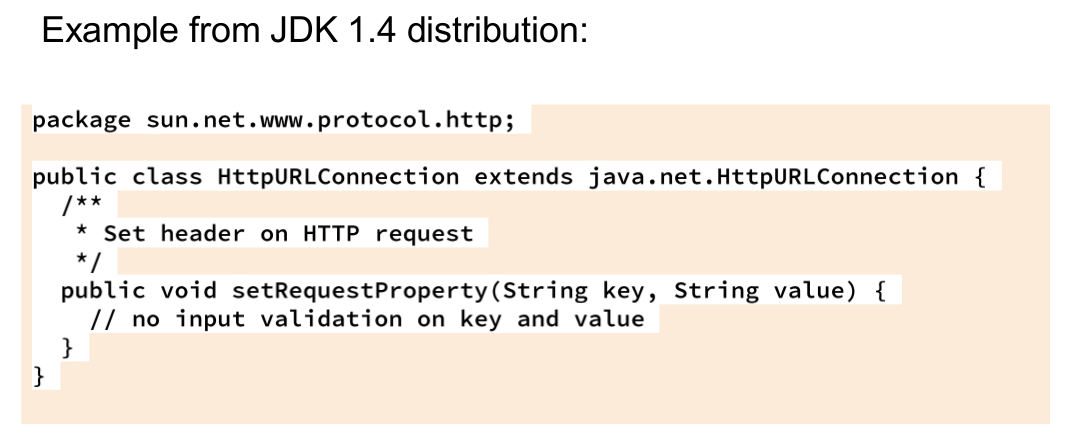 Example from JDK 1.4 distribution:
package sun.net.www.protocol.http;
public class HttpURLConnection extends java.net.HttpURLConnection {
/**
* Set header on HTTP request
*/
public void setRequestProperty(String key, String value) {
// no input validation on key and value
}
}